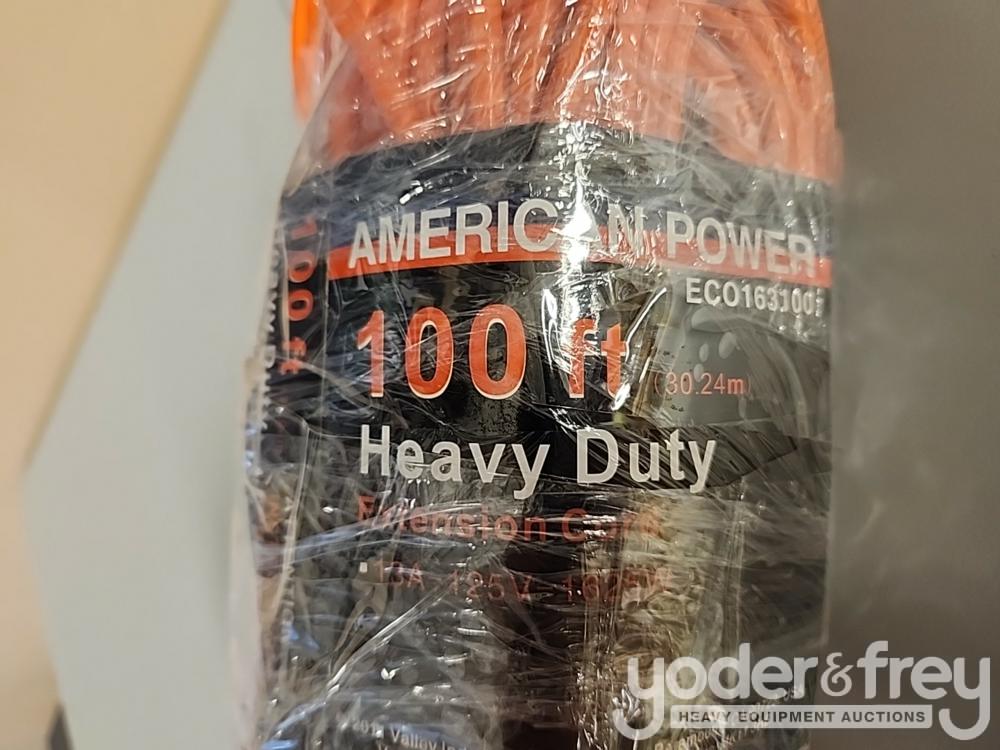 AMERICAN POWER
100 ft
100 ft (30.24m)
Heavy Duty
Extension Cord
13A 125V 1625W
Valley
yoder&frey
HEAVY EQUIPMENT AUCTIONS